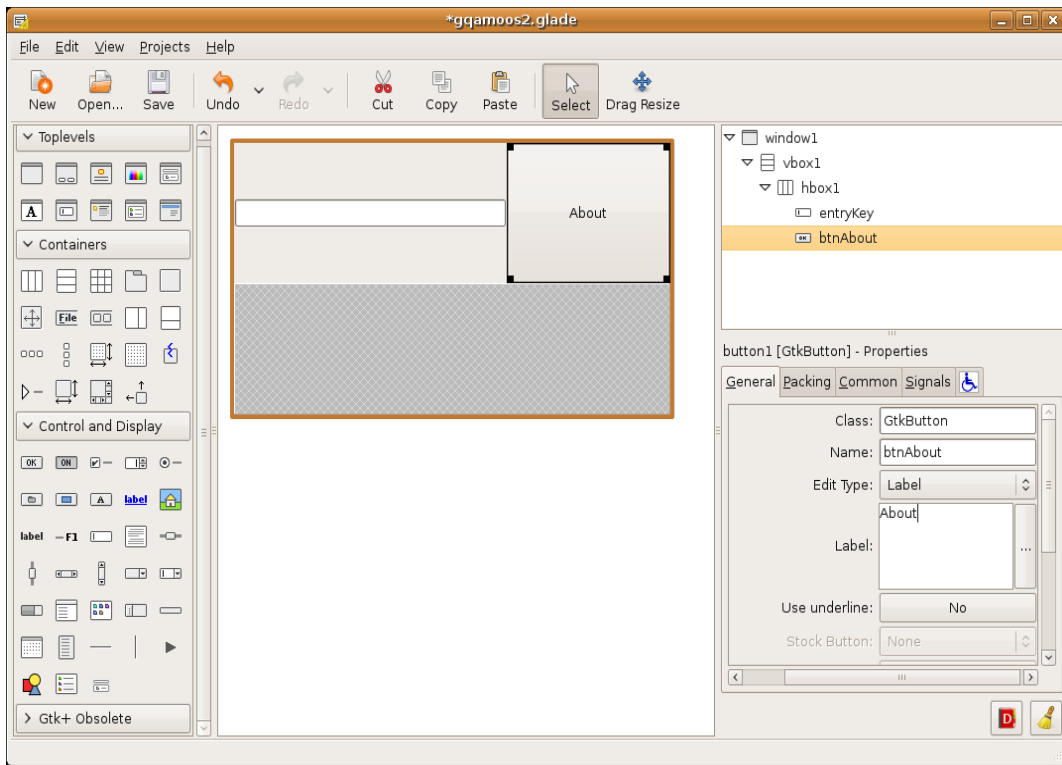 *gqamoos2.glade
File Edit View Projects Help
New Open... Save Undo Redo Cut Copy Paste Select Drag Resize
Toplevels
A
Containers
File
Control and Display
OK ON
A label
label F1
Gtk+ Obsolete
About
window1
vbox1
hbox1
entryKey
OK btnAbout
button1 [GtkButton] - Properties
General Packing Common Signals
Class: GtkButton
Name: btnAbout
Edit Type: Label
Label: About
...
Use underline: No
Stock Button: None
D